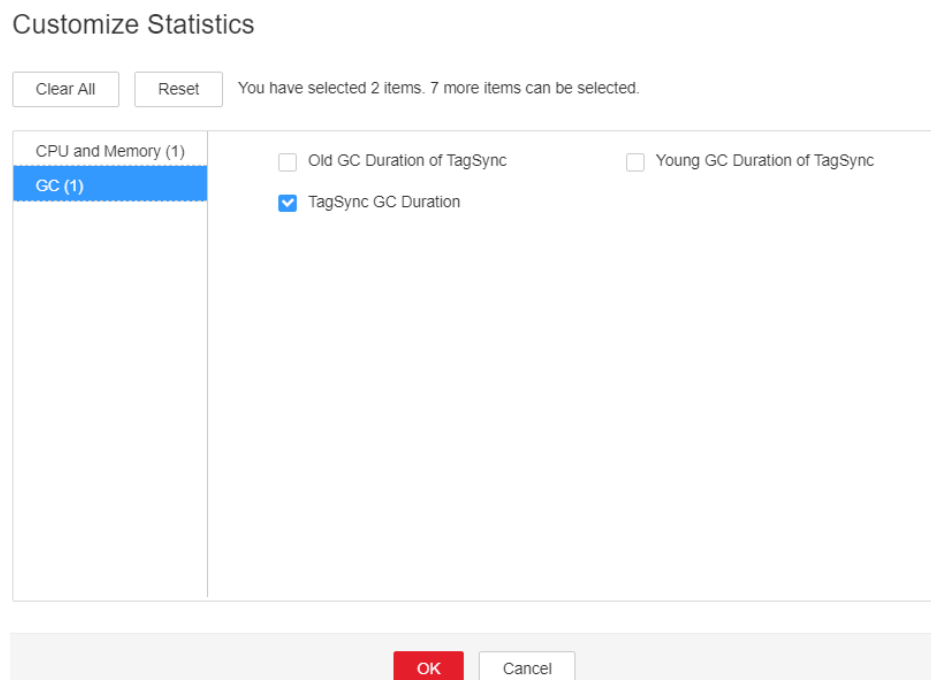 Customize Statistics
Clear All Reset You have selected 2 items. 7 more items can be selected.
CPU and Memory (1)
GC (1)
Old GC Duration of TagSync Young GC Duration of TagSync
TagSync GC Duration
OK Cancel